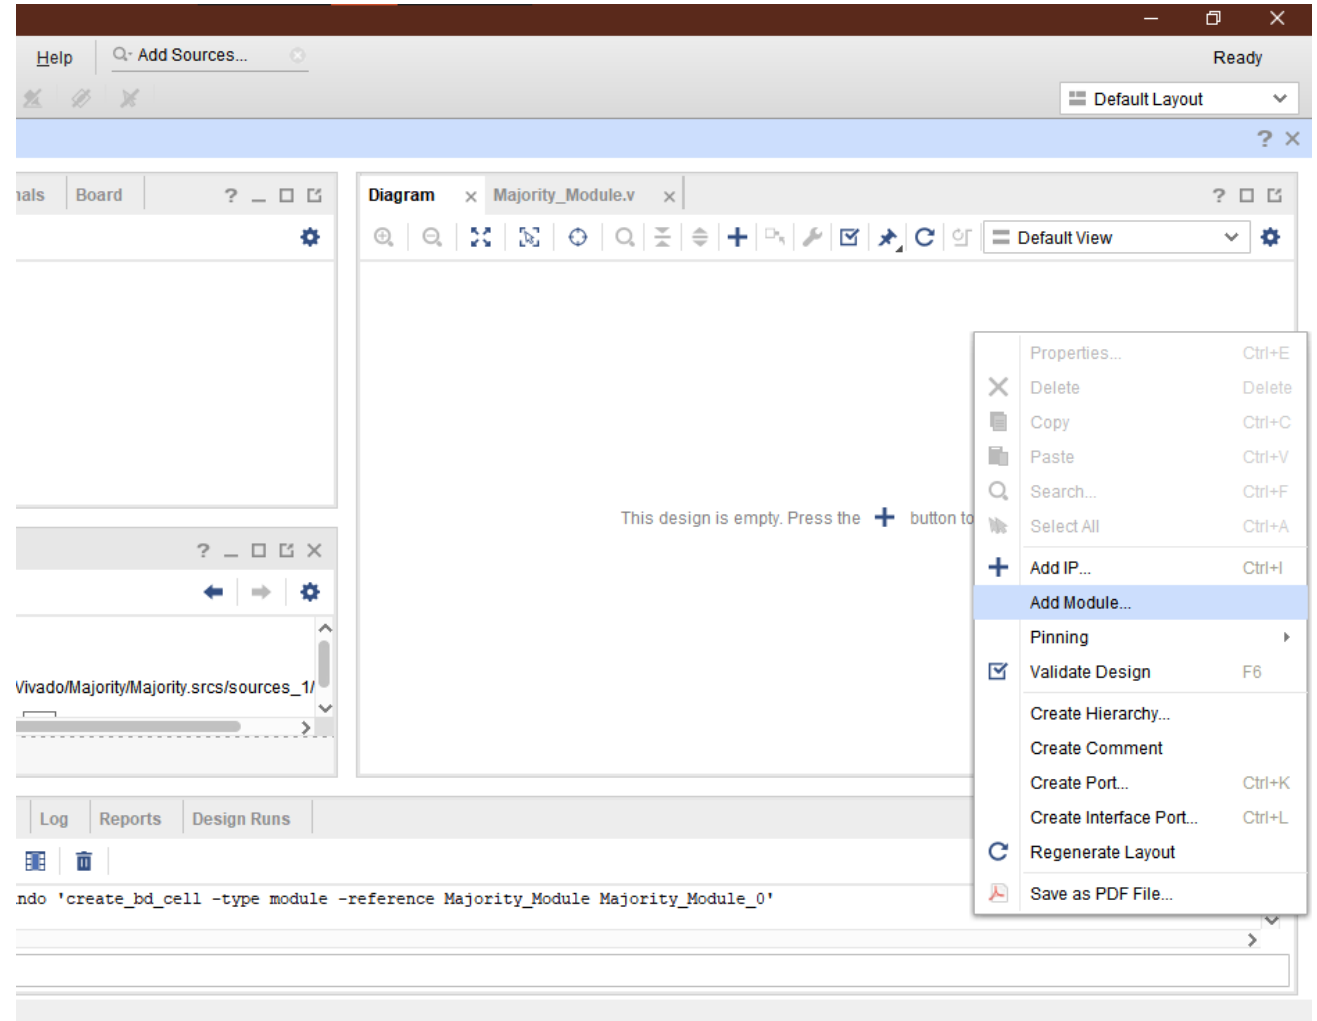 Help
Add Sources...
Ready
Default Layout
? ×
nals Board
?
Diagram × Majority_Module.v ×
?
Default View
This design is empty. Press the + button to
Properties... Ctrl+E
Delete Delete
Copy Ctrl+C
Paste Ctrl+V
Search... Ctrl+F
Select All Ctrl+A
Add IP... Ctrl+I
Add Module...
Pinning
Validate Design F6
Create Hierarchy...
Create Comment
Create Port... Ctrl+K
Create Interface Port... Ctrl+L
Regenerate Layout
Save as PDF File...
?
Vivado/Majority/Majority.srcs/sources_1/
Log Reports Design Runs
ndo 'create_bd_cell -type module -reference Majority_Module Majority_Module_0'